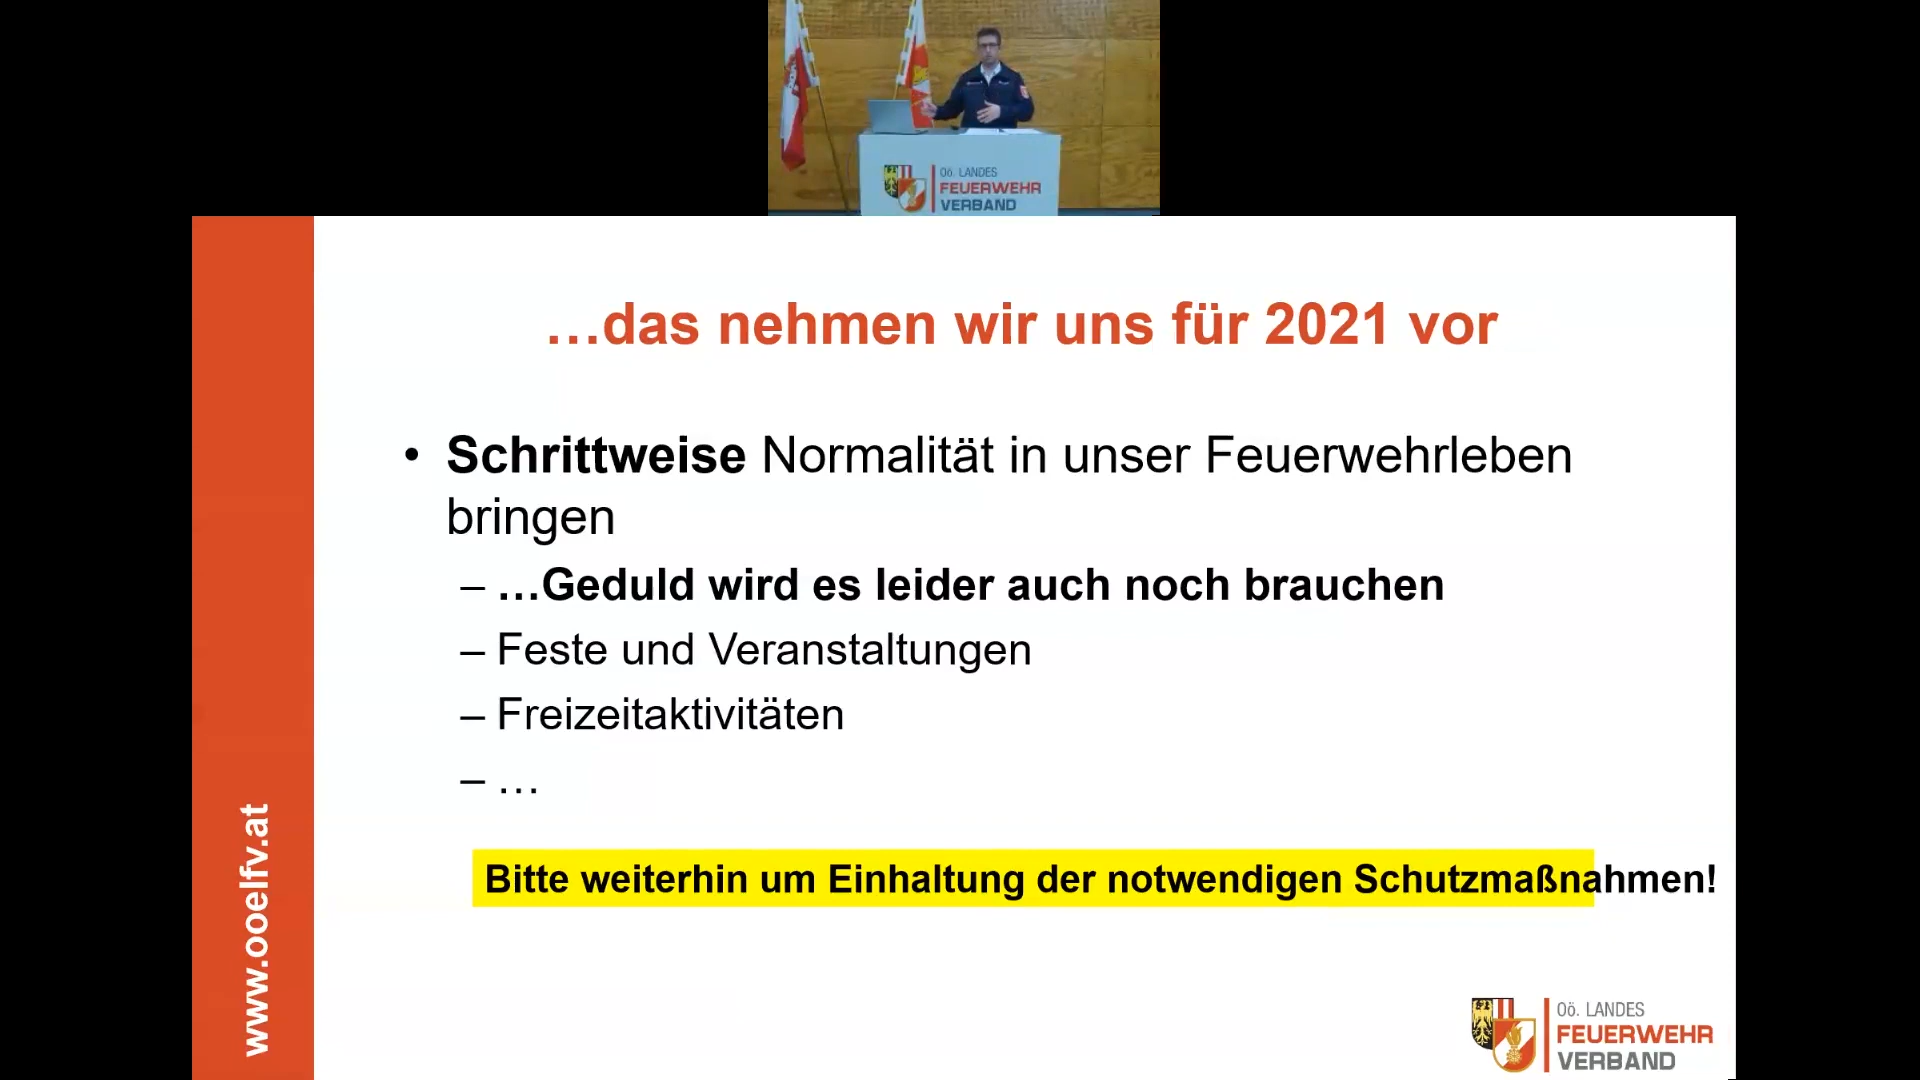 OÖ. LANDES
FEUERWEHR
VERBAND
…das nehmen wir uns für 2021 vor
• Schrittweise Normalität in unser Feuerwehrleben
bringen
– …Geduld wird es leider auch noch brauchen
– Feste und Veranstaltungen
– Freizeitaktivitäten
– …
Bitte weiterhin um Einhaltung der notwendigen Schutzmaßnahmen!
www.ooelfv.at
OÖ. LANDES
FEUERWEHR
VERBAND